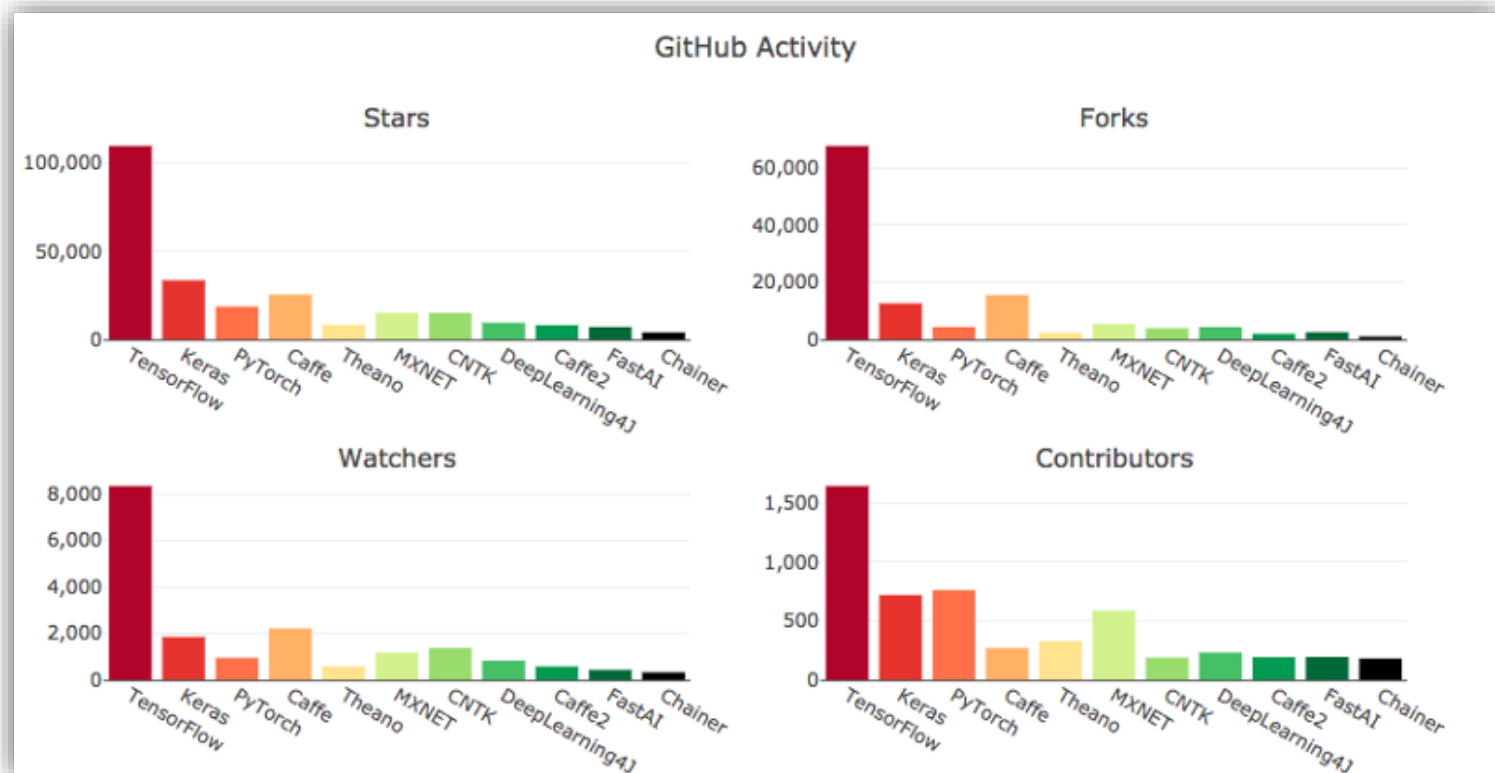 GitHub Activity
Stars
100,000
50,000
0
TensorFlow
Keras
PyTorch
Caffe
Theano
MXNET
CNTK
DeepLearning4J
Caffe2
FastAI
Chainer
Forks
60,000
40,000
20,000
0
TensorFlow
Keras
PyTorch
Caffe
Theano
MXNET
CNTK
DeepLearning4J
Caffe2
FastAI
Chainer
Watchers
8,000
6,000
4,000
2,000
0
TensorFlow
Keras
PyTorch
Caffe
Theano
MXNET
CNTK
DeepLearning4J
Caffe2
FastAI
Chainer
Contributors
1,500
1,000
500
0
TensorFlow
Keras
PyTorch
Caffe
Theano
MXNET
CNTK
DeepLearning4J
Caffe2
FastAI
Chainer